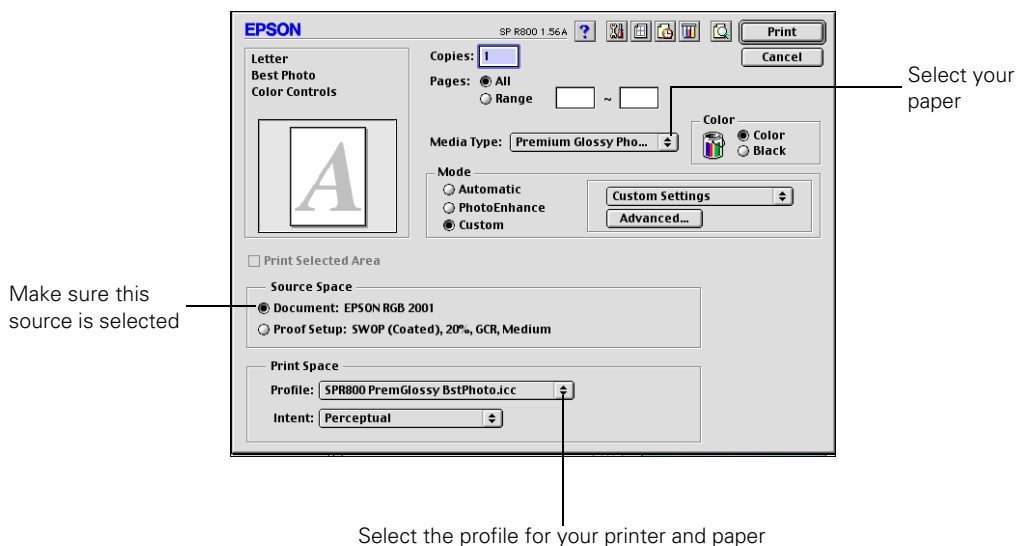 EPSON
SP R800 1.56A
?
Print
Letter
Best Photo
Color Controls
Copies: 1
Cancel
Pages: All
Range ~
Select your
paper
Media Type: Premium Glossy Pho...
Color
Color
Black
A
Mode
Automatic
PhotoEnhance
Custom
Custom Settings
Advanced...
Print Selected Area
Make sure this
source is selected
Source Space
Document: EPSON RGB 2001
Proof Setup: SWOP (Coated), 20%, GCR, Medium
Print Space
Profile: SPR800 PremGlossy BstPhoto.icc
Intent: Perceptual
Select the profile for your printer and paper